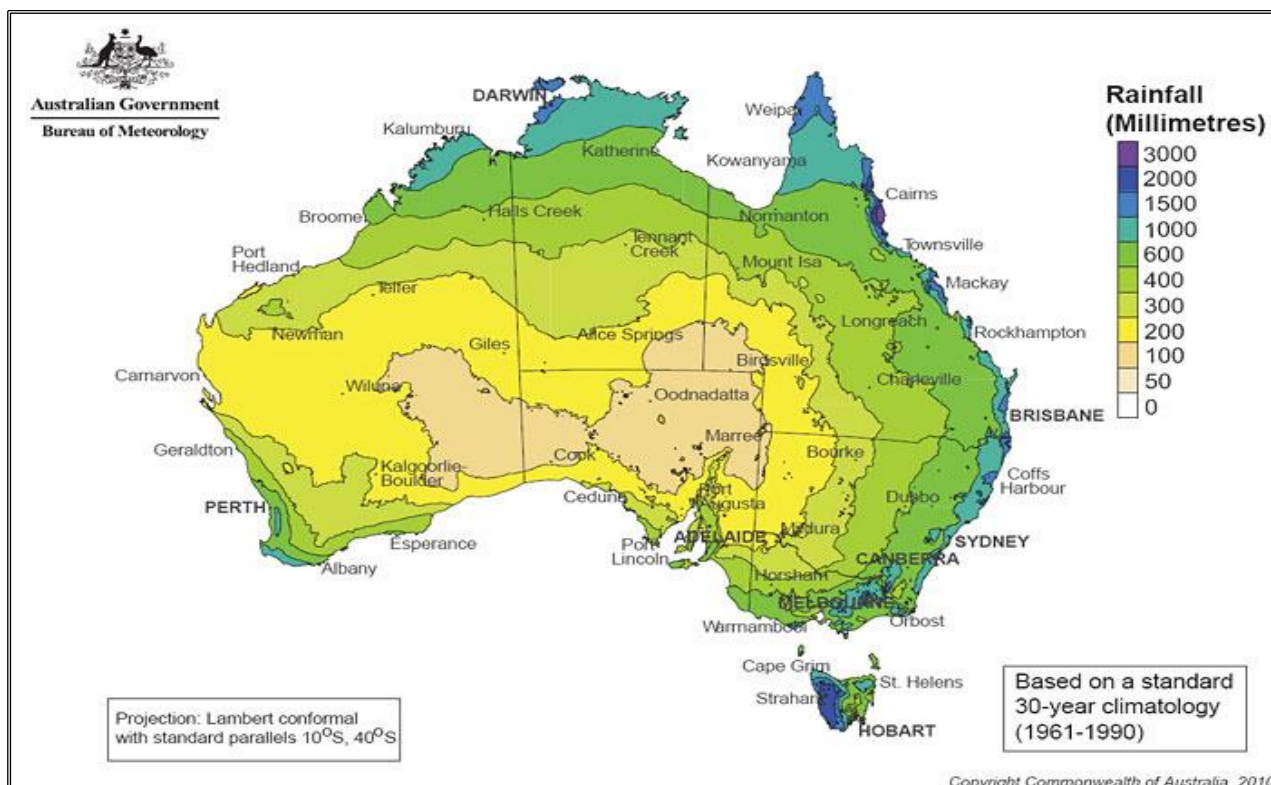 Australian Government
Bureau of Meteorology
DARWIN
Kalumburu
Katherine
Weipa
Kowanyama
Cairns
Broome
Halls Creek
Normanton
Port
Hedland
Tennant
Creek
Mount Isa
Townsville
Mackay
Telfer
Newman
Longreach
Rockhampton
Giles
Alice Springs
Birdsville
Carnarvon
Wiluna
Oodnadatta
Charleville
BRISBANE
Geraldton
Marree
Bourke
Kalgoorlie-
Boulder
Cook
Coffs
Harbour
Ceduna
Port
Augusta
Dubbo
PERTH
Esperance
Albany
Port
Lincoln
ADELAIDE
Mildura
SYDNEY
CANBERRA
Horsham
MELBOURNE
Warrnambool
Orbost
Cape Grim
Strahan
St. Helens
HOBART
Rainfall
(Millimetres)
3000
2000
1500
1000
600
400
300
200
100
50
0
Projection: Lambert conformal
with standard parallels 10°S, 40°S
Based on a standard
30-year climatology
(1961-1990)
Copyright Commonwealth of Australia, 2010